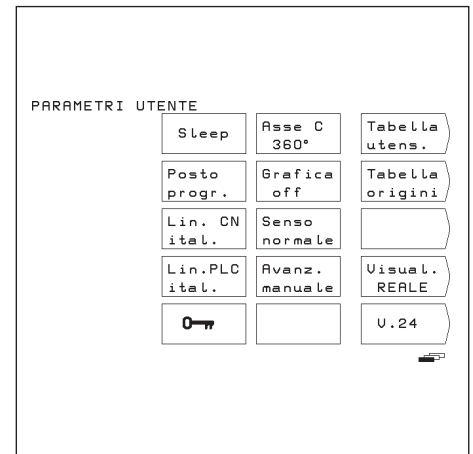 PARAMETRI UTENTE
Sleep
Asse C
360°
Tabella
utens.
Posto
progr.
Grafica
off
Tabella
origini
Lin. CN
ital.
Senso
normale
Lin.PLC
ital.
Avanz.
manuale
Visual.
REALE
V.24